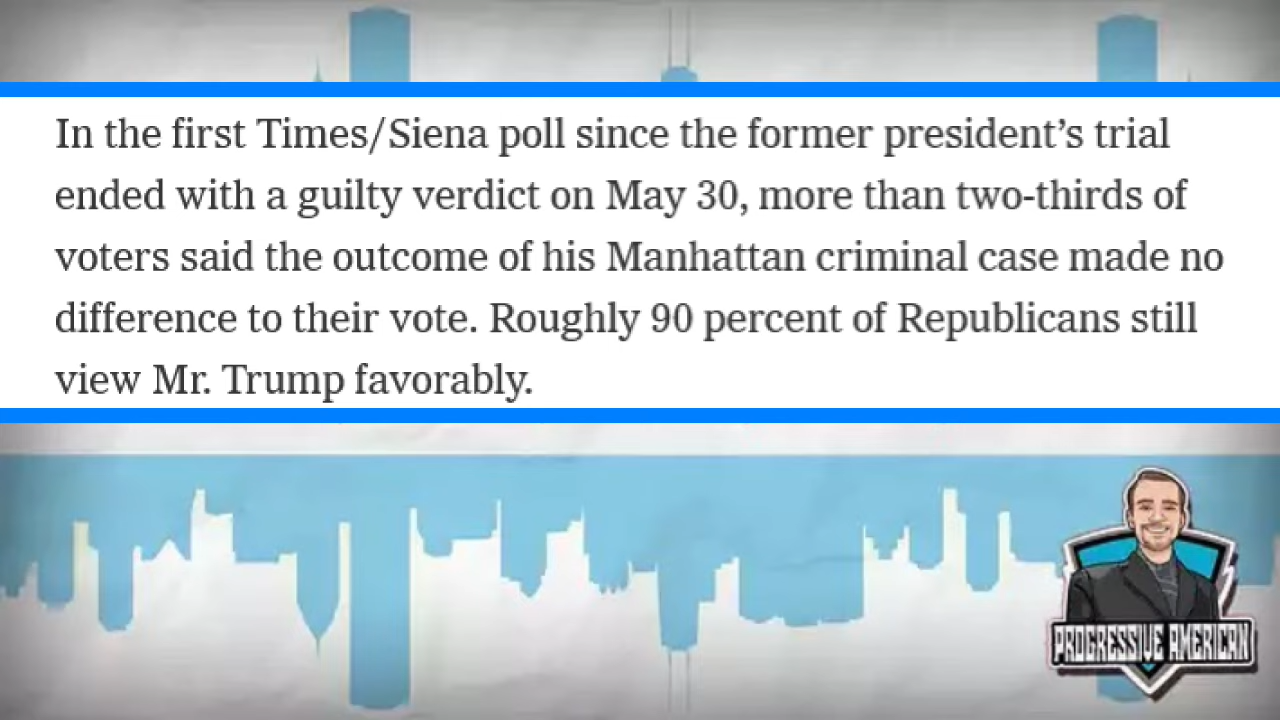 In the first Times/Siena poll since the former president’s trial
ended with a guilty verdict on May 30, more than two-thirds of
voters said the outcome of his Manhattan criminal case made no
difference to their vote. Roughly 90 percent of Republicans still
view Mr. Trump favorably.
PROGRESSIVE AMERICAN